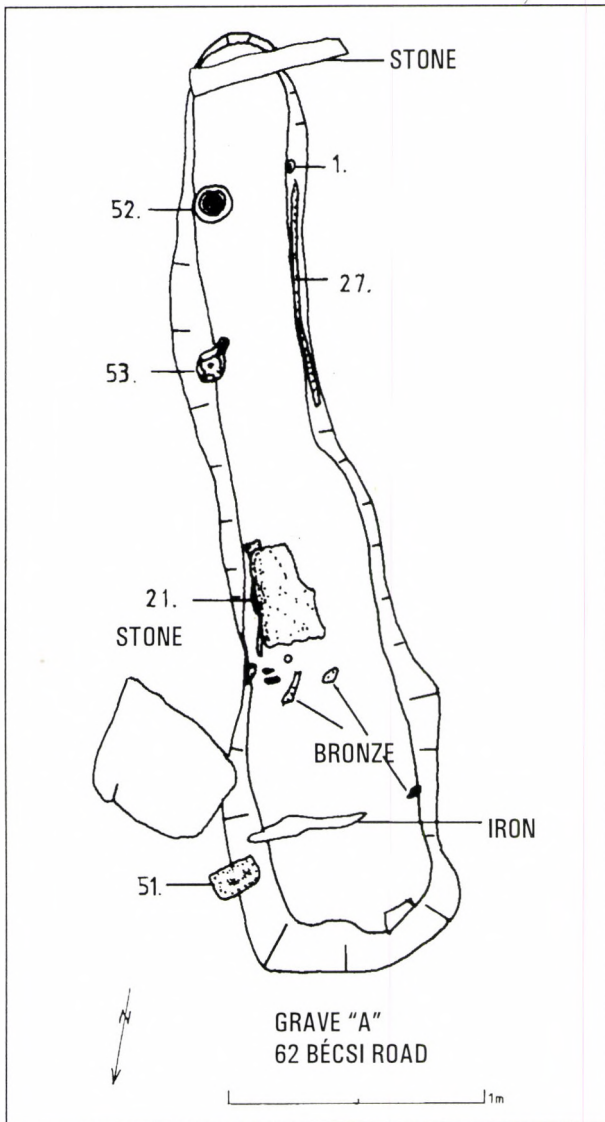 STONE
1.
52.
27.
53.
21.
STONE
BRONZE
IRON
51.
N
GRAVE "A"
62 BÉCSI ROAD
1m